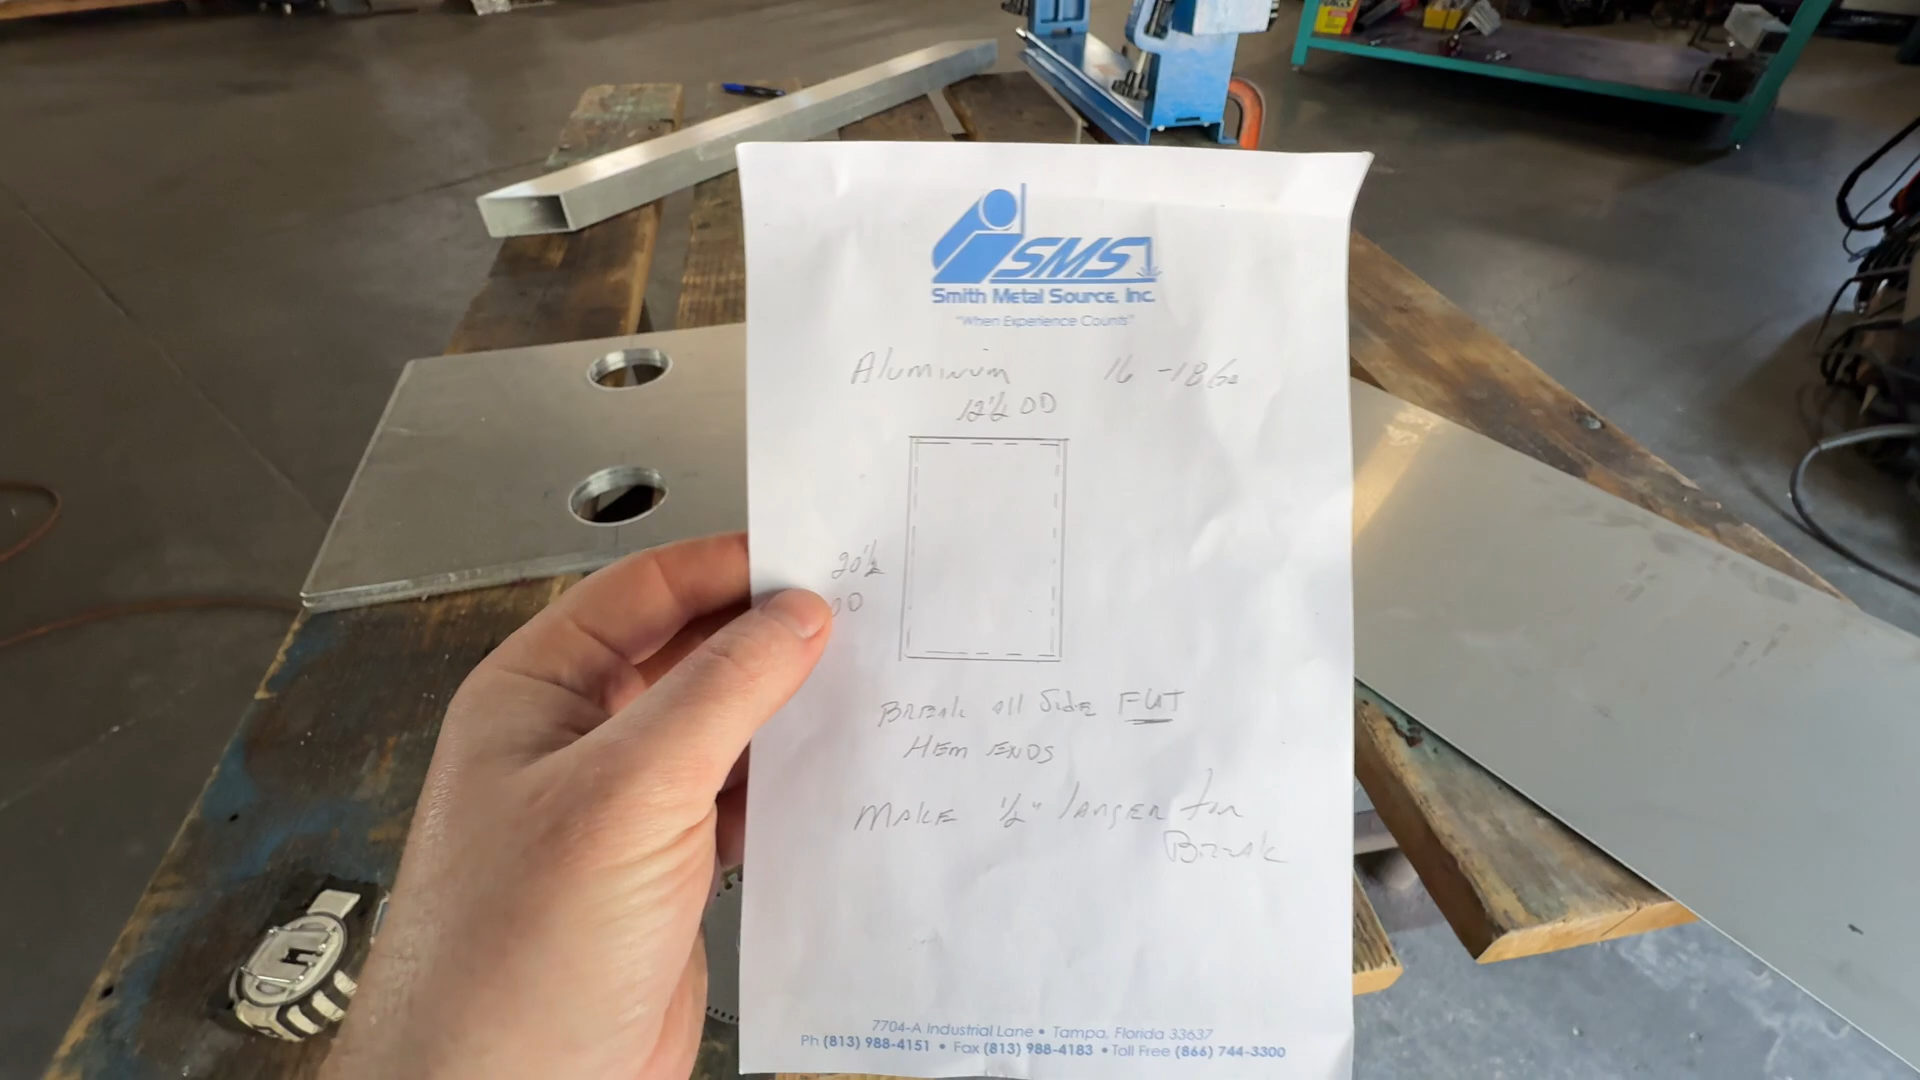 SMS
Smith Metal Source, Inc.
"When Experience Counts"
Aluminum 16 -18Ga
12½ OD
20½
OD
Break all Side FLAT
HEM ENDS
MAKE ½" larger for
Break
7704-A Industrial Lane • Tampa, Florida 33637
Ph (813) 988-4151 • Fax (813) 988-4183 • Toll Free (866) 744-3300